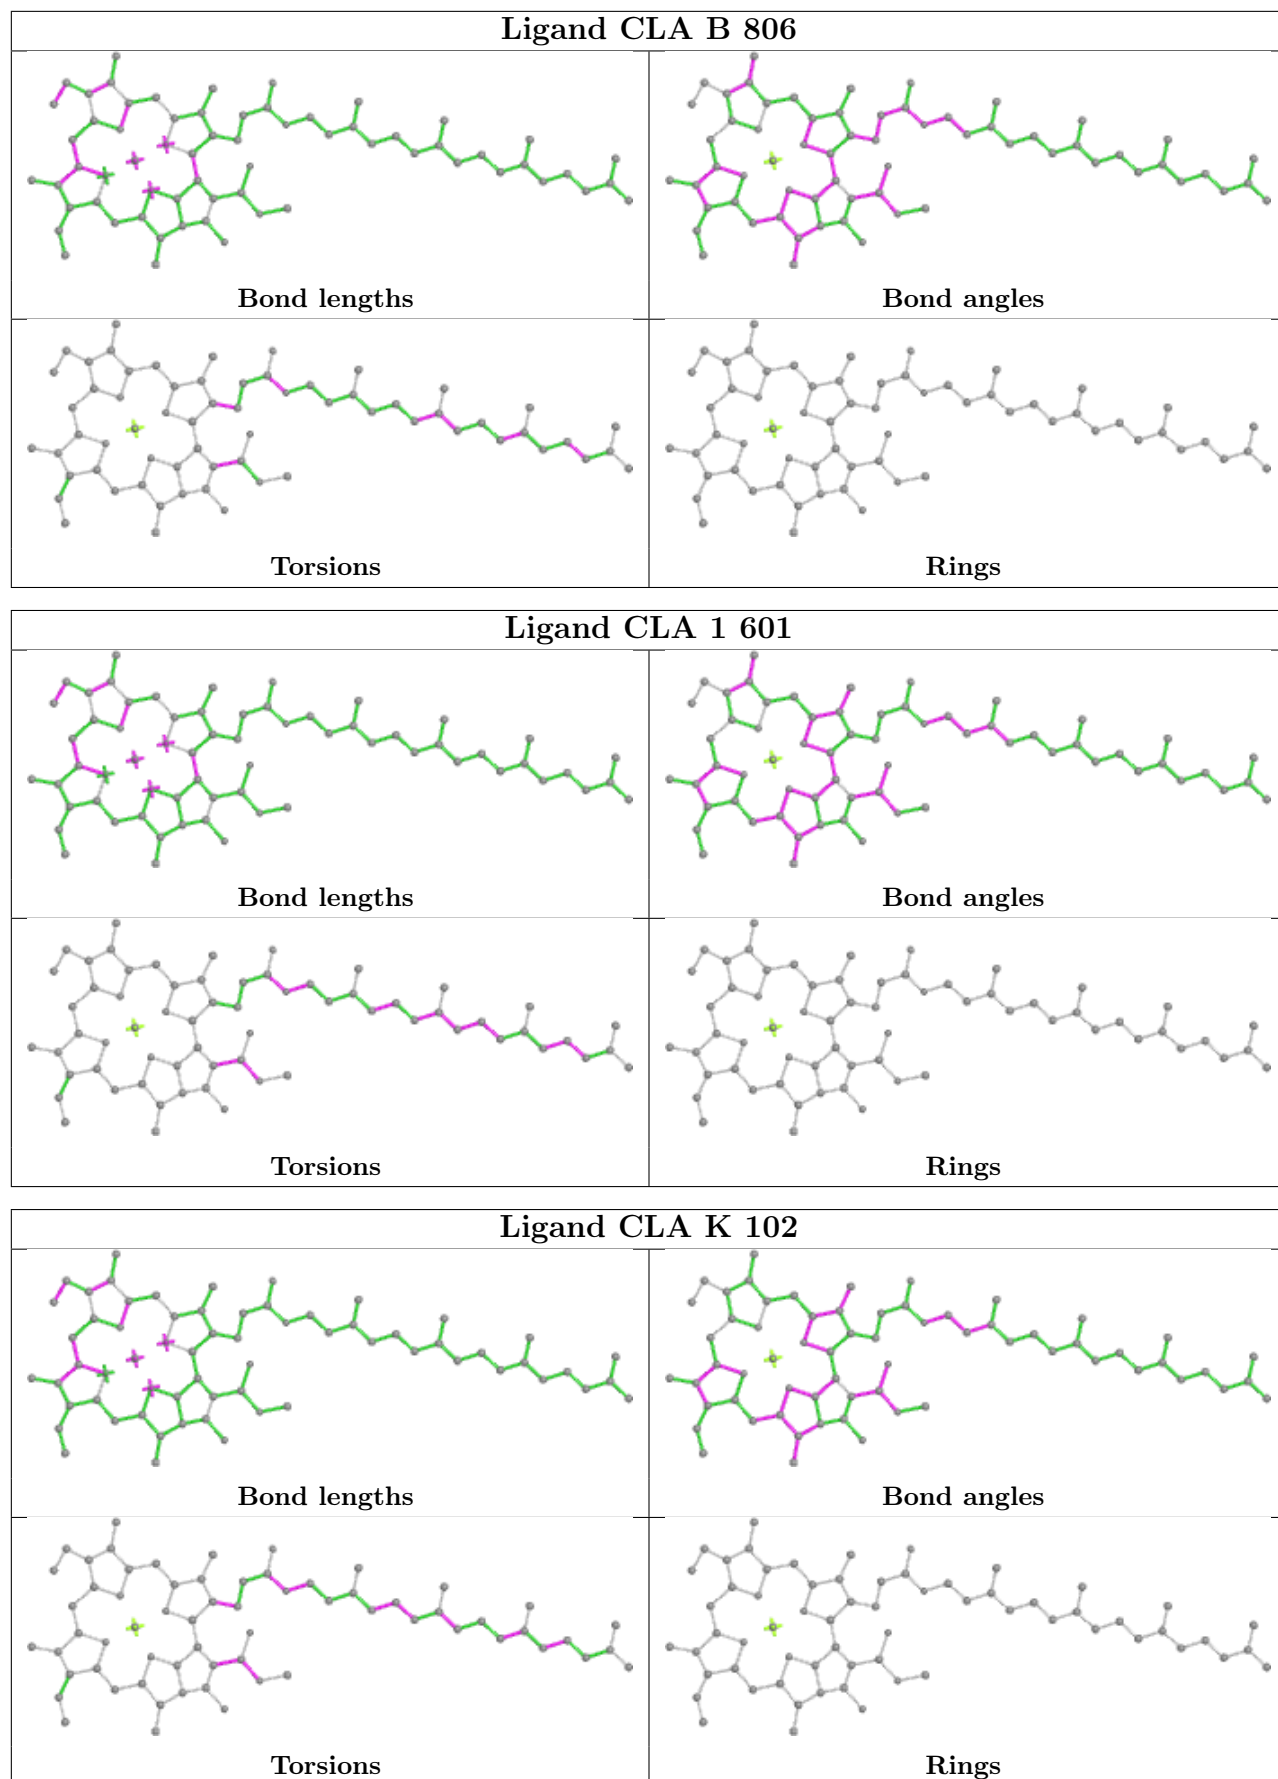 Ligand CLA B 806
Bond lengths
Bond angles
Torsions
Rings
Ligand CLA 1 601
Bond lengths
Bond angles
Torsions
Rings
Ligand CLA K 102
Bond lengths
Bond angles
Torsions
Rings